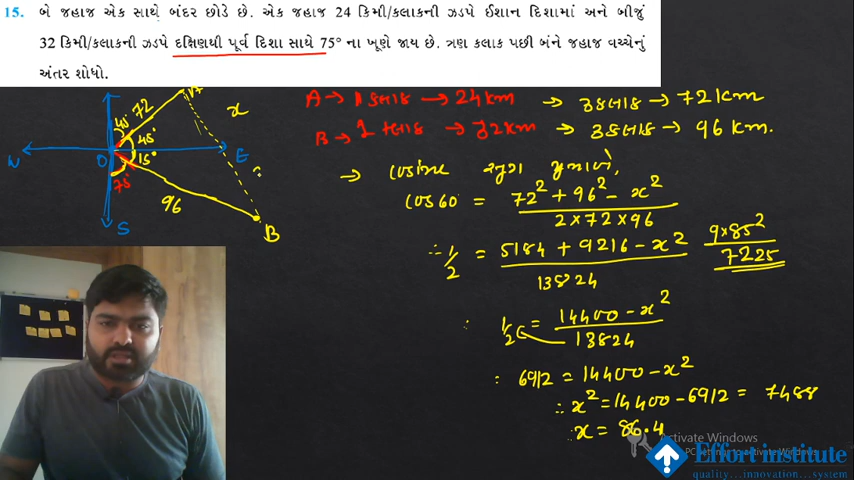 15. બે જહાજ એક સાથે બંદર છોડે છે. એક જહાજ 24 કિમી/કલાકની ઝડપે ઈશાન દિશામાં અને બીજું
32 કિમી/કલાકની ઝડપે દક્ષિણથી પૂર્વ દિશા સાથે 75° ના ખૂણે જાય છે. ત્રણ કલાક પછી બંને જહાજ વચ્ચેનું
અંતર શોધો.
A → 1 કલાક → 24 km → 3 કલાક → 72 km
B → 1 કલાક → 32 km → 3 કલાક → 96 km.
A
72
x
45°
45°
W
O
15°
E
75°
?
96
S
B
→
cos 60 = 72² + 96² - x²
2 × 72 × 96
∴ 1/2 = 5184 + 9216 - x²
13824
9 × 85²
7225
∴ 1/2 = 14400 - x²
13824
∴ 6912 = 14400 - x²
∴ x² = 14400 - 6912 = 7488
∴ x = 86.4
Activate Windows
Effort institute
quality...innovation...system